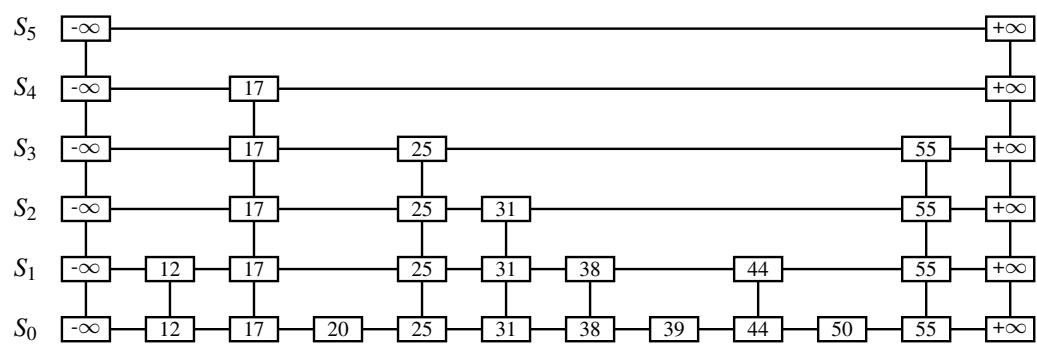 S5 -∞ +∞
S4 -∞ 17 +∞
S3 -∞ 17 25 55 +∞
S2 -∞ 17 25 31 55 +∞
S1 -∞ 12 17 25 31 38 44 55 +∞
S0 -∞ 12 17 20 25 31 38 39 44 50 55 +∞